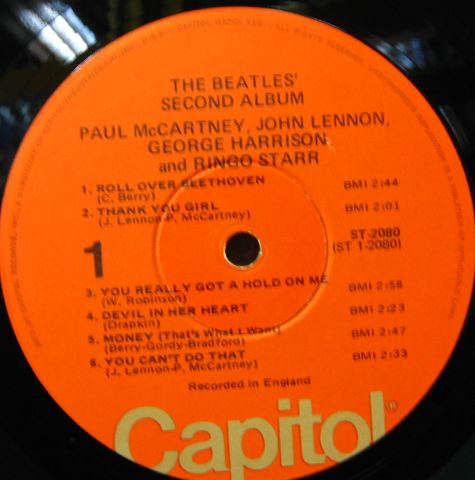 THE BEATLES'
SECOND ALBUM
PAUL McCARTNEY, JOHN LENNON,
GEORGE HARRISON
and RINGO STARR
1. ROLL OVER BEETHOVEN BMI 2:44
(C. Berry)
2. THANK YOU GIRL BMI 2:01
(J. Lennon-P. McCartney)
1
ST-2080
(ST 1-2080)
3. YOU REALLY GOT A HOLD ON ME BMI 2:58
(W. Robinson)
4. DEVIL IN HER HEART BMI 2:23
(Drapkin)
5. MONEY (That's What I Want) BMI 2:47
(Berry-Gordy-Bradford)
6. YOU CAN'T DO THAT BMI 2:33
(J. Lennon-P. McCartney)
Recorded in England
Capitol®